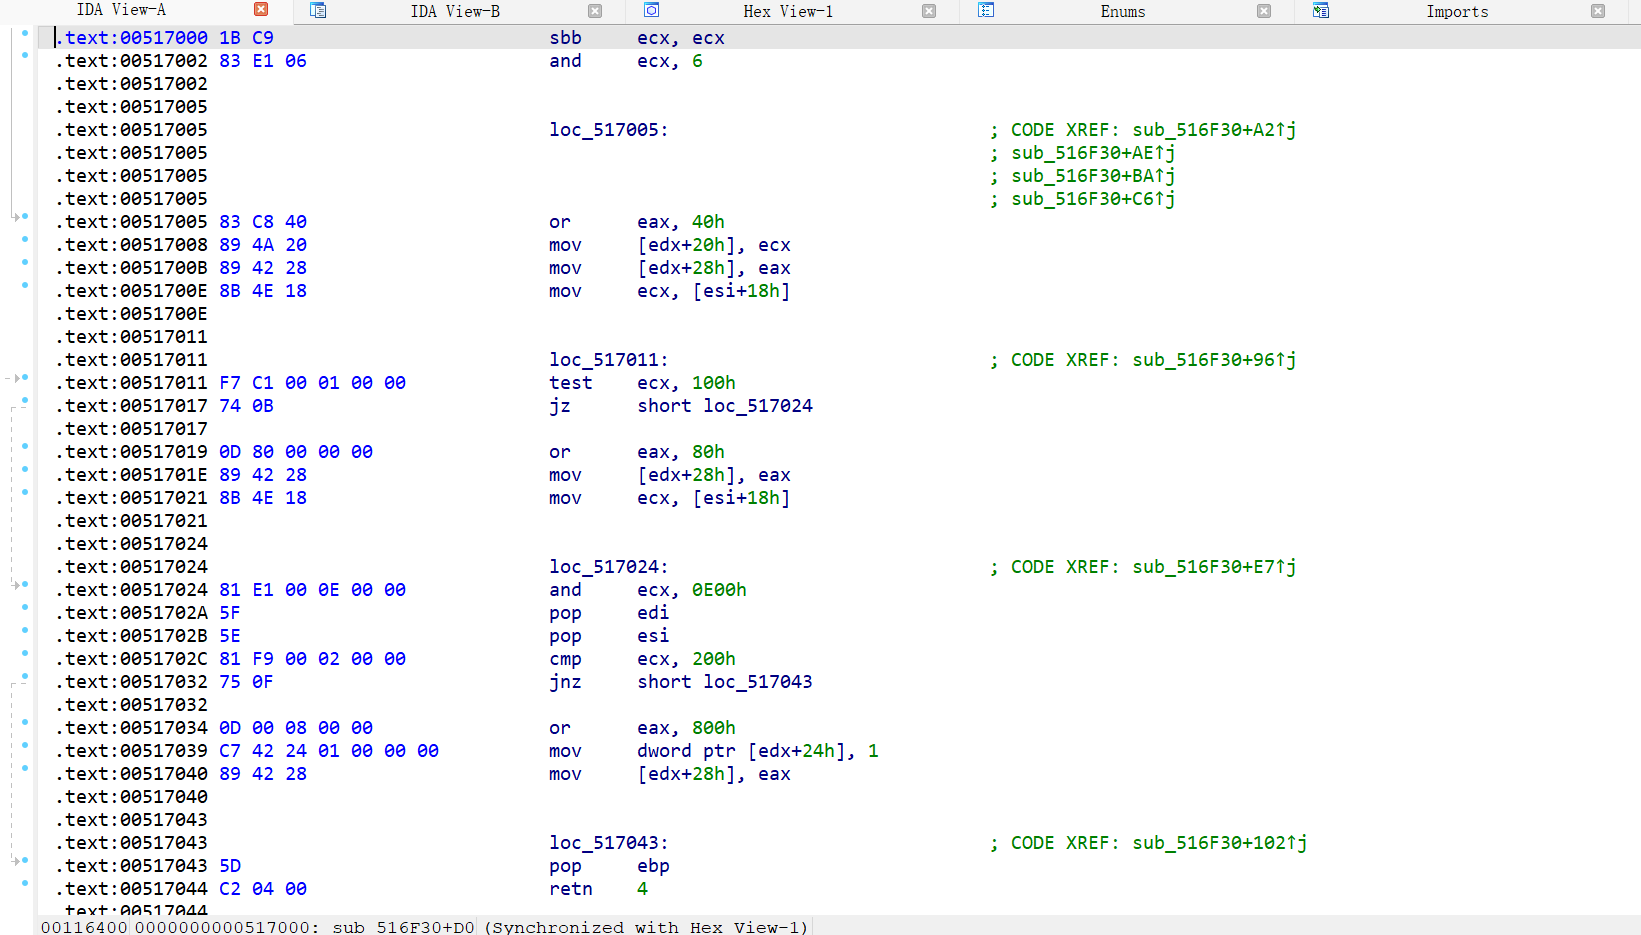 IDA View-A IDA View-B Hex View-1 Enums Imports
.text:00517000 1B C9 sbb ecx, ecx
.text:00517002 83 E1 06 and ecx, 6
.text:00517002
.text:00517005
.text:00517005 loc_517005: ; CODE XREF: sub_516F30+A2↑j
.text:00517005 ; sub_516F30+AE↑j
.text:00517005 ; sub_516F30+BA↑j
.text:00517005 ; sub_516F30+C6↑j
.text:00517005 83 C8 40 or eax, 40h
.text:00517008 89 4A 20 mov [edx+20h], ecx
.text:0051700B 89 42 28 mov [edx+28h], eax
.text:0051700E 8B 4E 18 mov ecx, [esi+18h]
.text:0051700E
.text:00517011
.text:00517011 loc_517011: ; CODE XREF: sub_516F30+96↑j
.text:00517011 F7 C1 00 01 00 00 test ecx, 100h
.text:00517017 74 0B jz short loc_517024
.text:00517017
.text:00517019 0D 80 00 00 00 or eax, 80h
.text:0051701E 89 42 28 mov [edx+28h], eax
.text:00517021 8B 4E 18 mov ecx, [esi+18h]
.text:00517021
.text:00517024
.text:00517024 loc_517024: ; CODE XREF: sub_516F30+E7↑j
.text:00517024 81 E1 00 0E 00 00 and ecx, 0E00h
.text:0051702A 5F pop edi
.text:0051702B 5E pop esi
.text:0051702C 81 F9 00 02 00 00 cmp ecx, 200h
.text:00517032 75 0F jnz short loc_517043
.text:00517032
.text:00517034 0D 00 08 00 00 or eax, 800h
.text:00517039 C7 42 24 01 00 00 00 mov dword ptr [edx+24h], 1
.text:00517040 89 42 28 mov [edx+28h], eax
.text:00517040
.text:00517043
.text:00517043 loc_517043: ; CODE XREF: sub_516F30+102↑j
.text:00517043 5D pop ebp
.text:00517044 C2 04 00 retn 4
.text:00517044
00116400 0000000000517000: sub_516F30+D0 (Synchronized with Hex View-1)